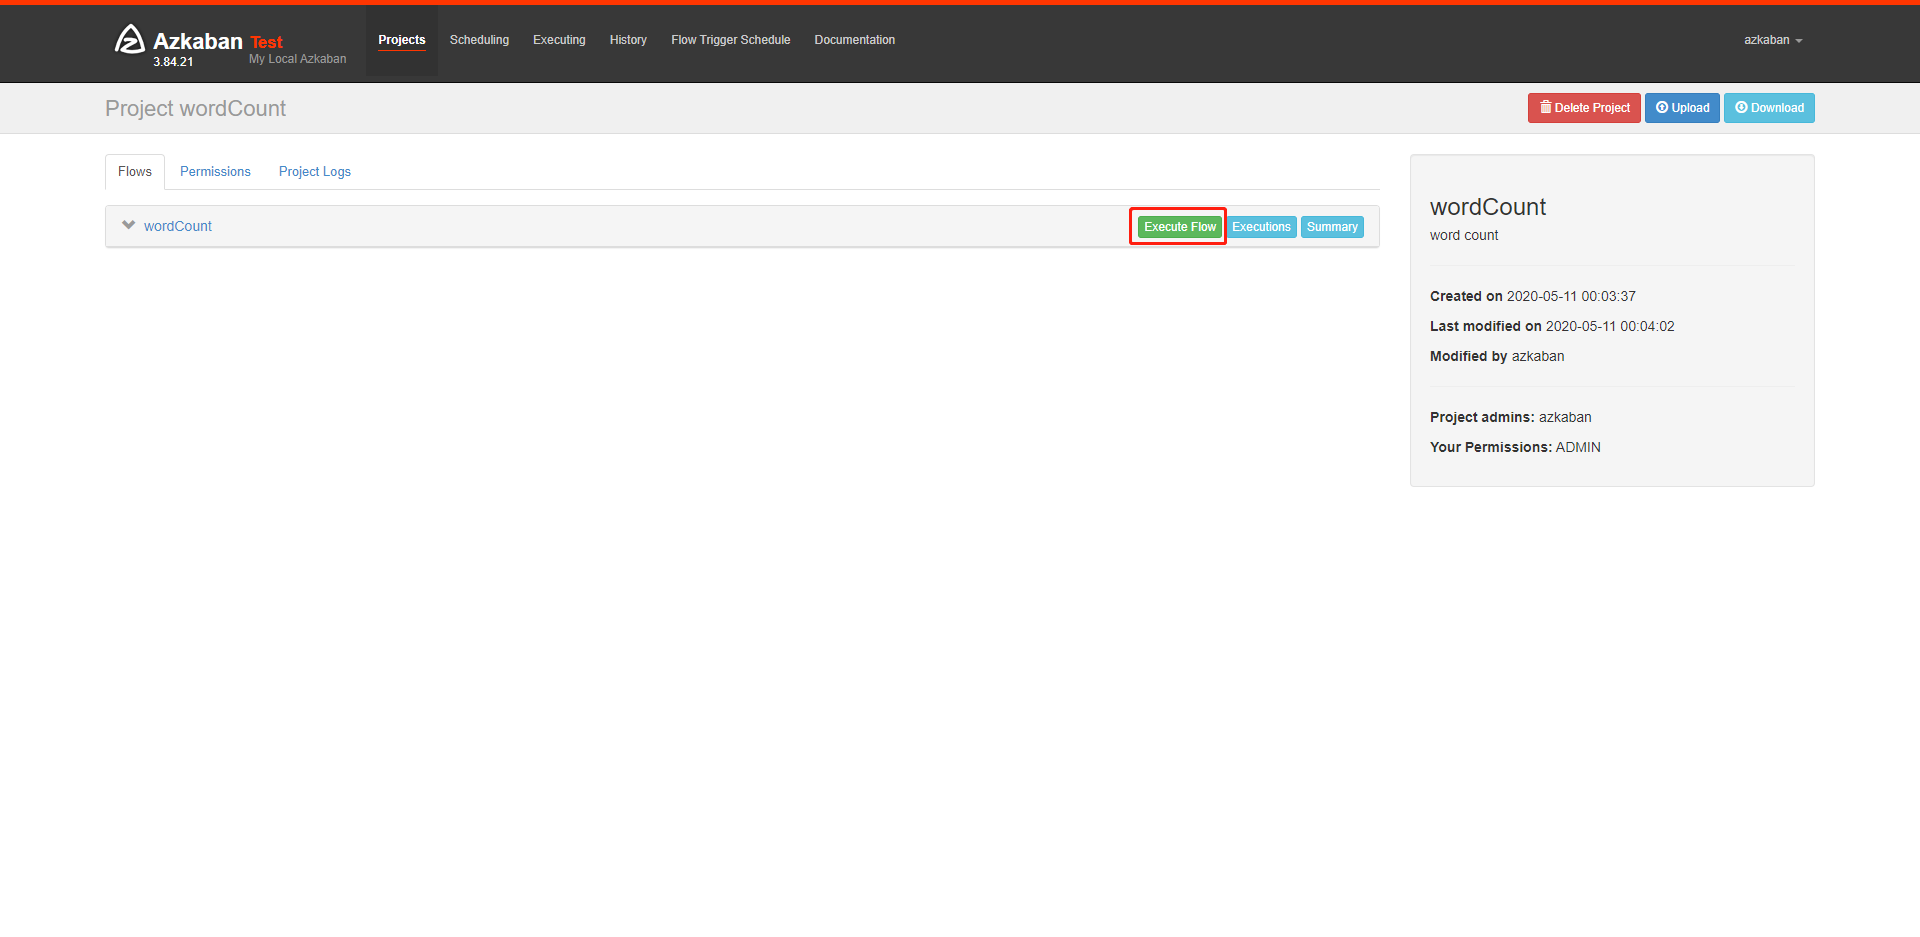 Azkaban Test
3.84.21 My Local Azkaban
Projects Scheduling Executing History Flow Trigger Schedule Documentation azkaban
Project wordCount
Delete Project Upload Download
Flows Permissions Project Logs
wordCount Execute Flow Executions Summary
wordCount
word count
Created on 2020-05-11 00:03:37
Last modified on 2020-05-11 00:04:02
Modified by azkaban
Project admins: azkaban
Your Permissions: ADMIN